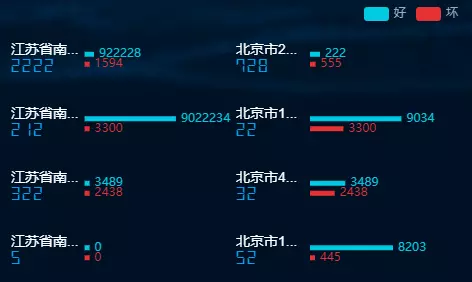 好 坏
江苏省南... 922228 北京市2... 222
2222 1594 728 555
江苏省南... 9022234 北京市1... 9034
212 3300 22 3300
江苏省南... 3489 北京市4... 3489
322 2438 32 2438
江苏省南... 0 北京市1... 8203
5 0 52 445